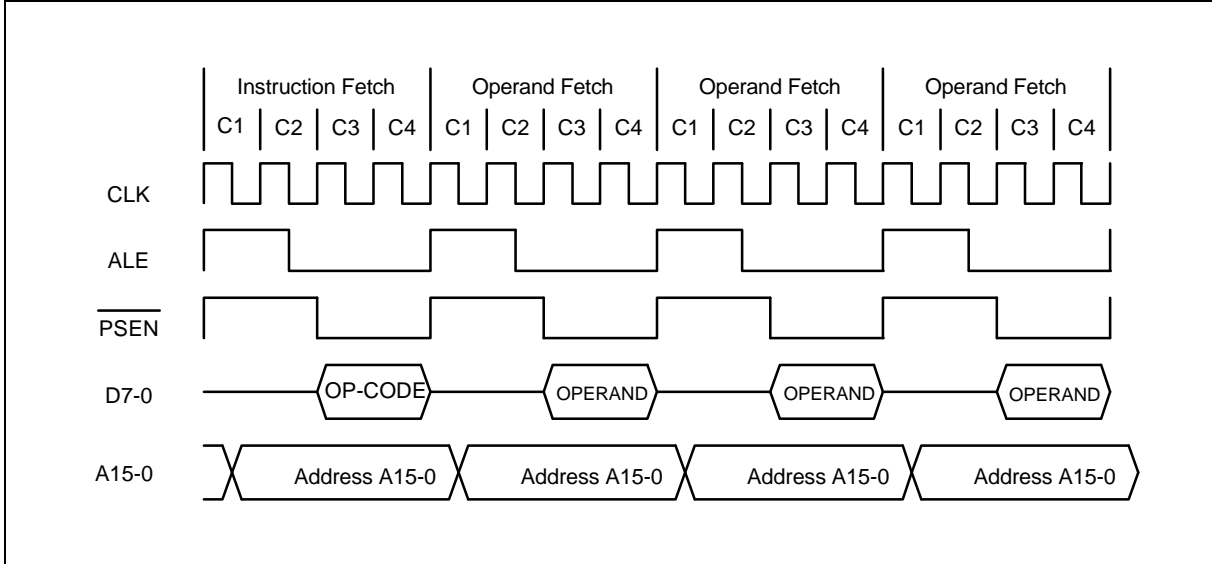 Instruction Fetch Operand Fetch Operand Fetch Operand Fetch
C1 C2 C3 C4 C1 C2 C3 C4 C1 C2 C3 C4 C1 C2 C3 C4
CLK
ALE
PSEN
D7-0 OP-CODE OPERAND OPERAND OPERAND
A15-0 Address A15-0 Address A15-0 Address A15-0 Address A15-0